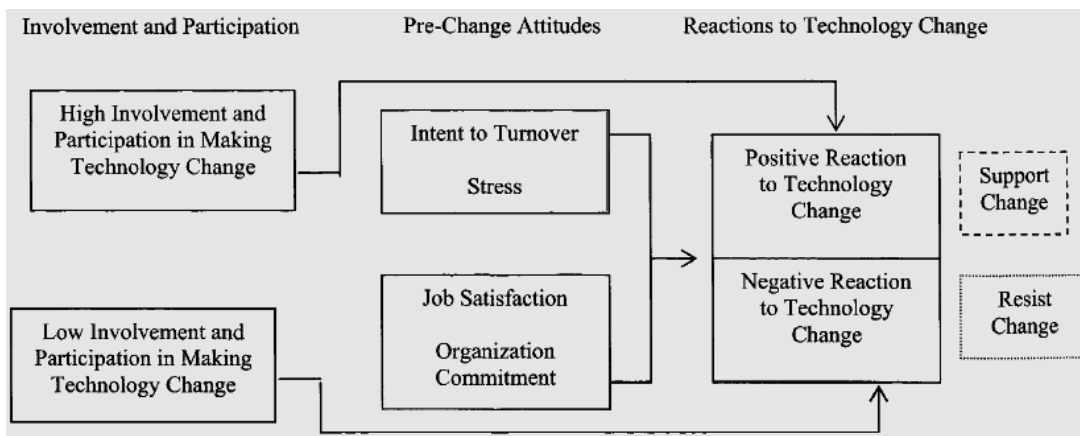 Involvement and Participation
Pre-Change Attitudes
Reactions to Technology Change
High Involvement and
Participation in Making
Technology Change
Intent to Turnover
Stress
Positive Reaction
to Technology
Change
Support
Change
Low Involvement and
Participation in Making
Technology Change
Job Satisfaction
Organization
Commitment
Negative Reaction
to Technology
Change
Resist
Change